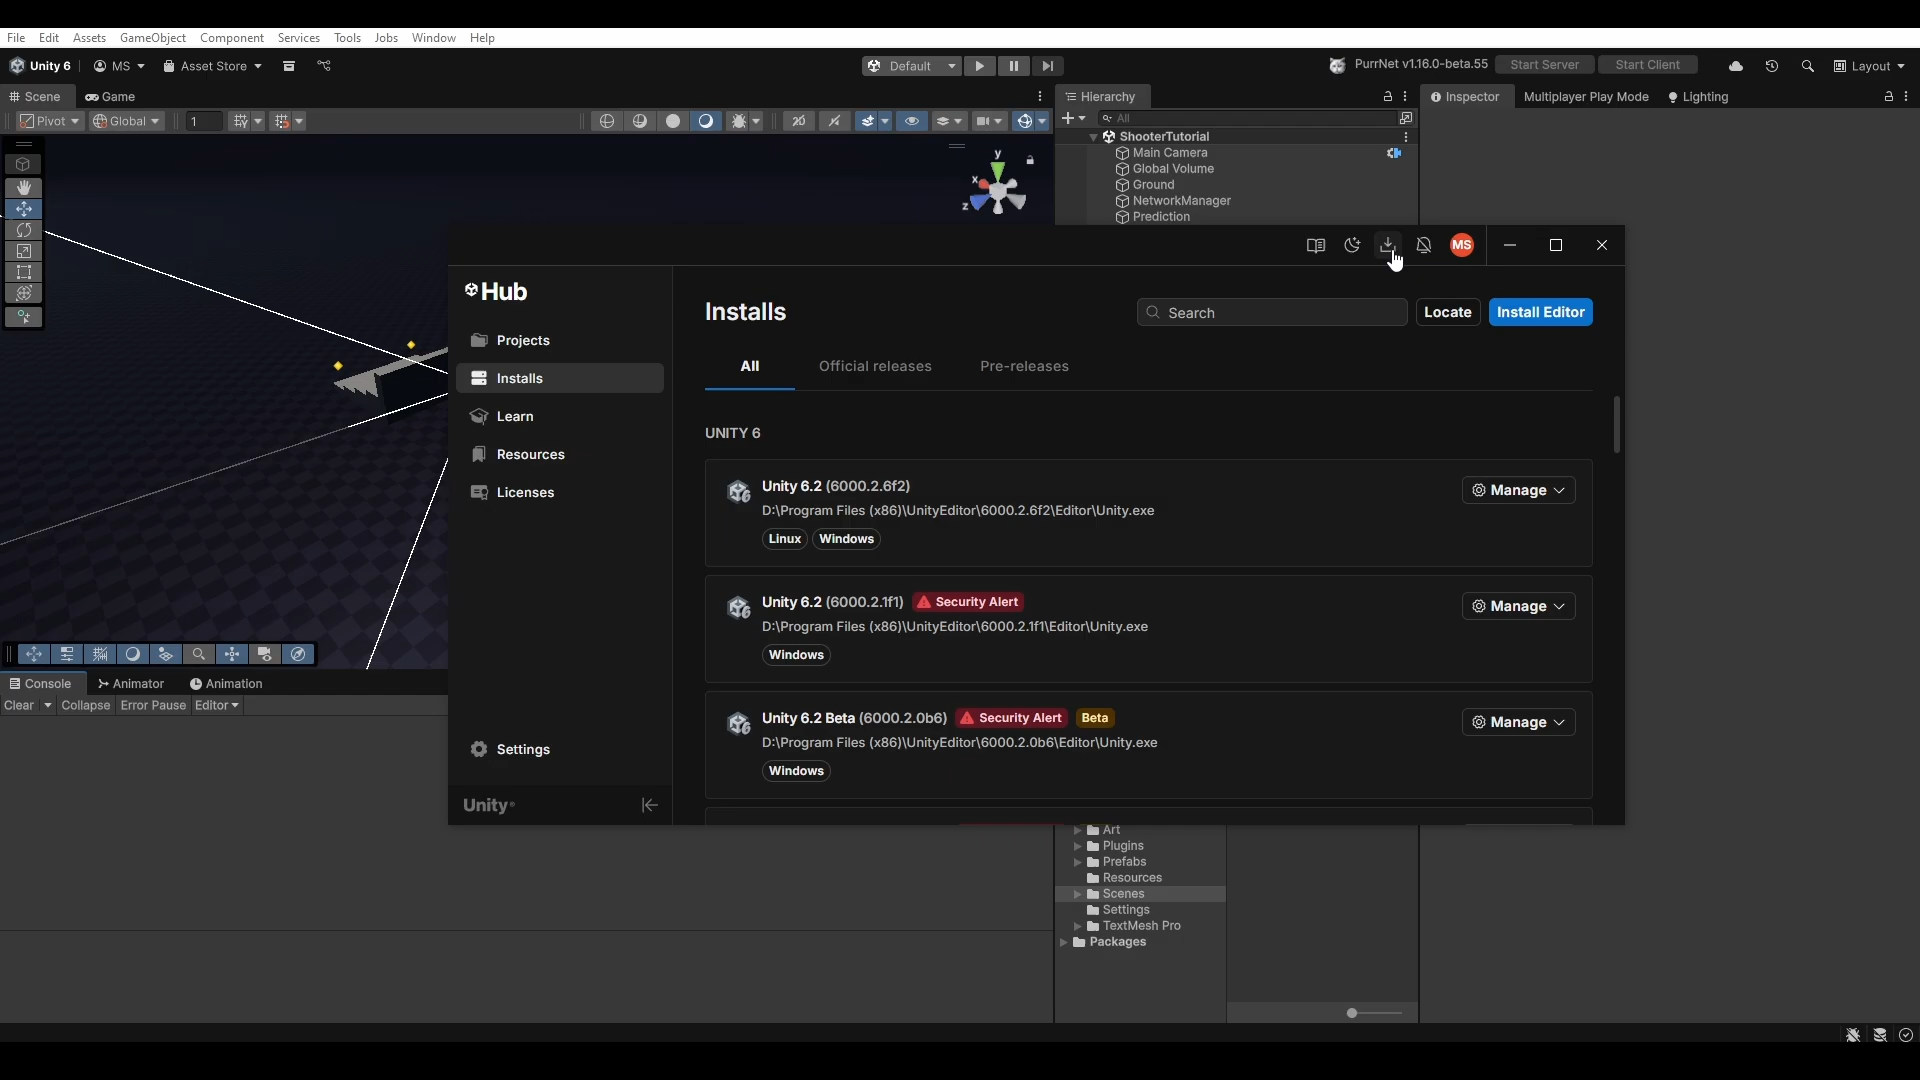 File Edit Assets GameObject Component Services Tools Jobs Window Help
Unity 6 MS Asset Store Default PurrNet v1.16.0-beta.55 Start Server Start Client Layout
Scene Game
Hierarchy
Inspector Multiplayer Play Mode Lighting
Pivot Global 1 2D
All
ShooterTutorial
Main Camera
Global Volume
Ground
NetworkManager
Prediction
y
x
z
MS
Hub
Projects
Installs
Learn
Resources
Licenses
Settings
Unity
Installs
Search
Locate
Install Editor
All Official releases Pre-releases
UNITY 6
Unity 6.2 (6000.2.6f2)
Manage
D:\Program Files (x86)\UnityEditor\6000.2.6f2\Editor\Unity.exe
Linux Windows
Unity 6.2 (6000.2.1f1) Security Alert
Manage
D:\Program Files (x86)\UnityEditor\6000.2.1f1\Editor\Unity.exe
Windows
Unity 6.2 Beta (6000.2.0b6) Security Alert Beta
Manage
D:\Program Files (x86)\UnityEditor\6000.2.0b6\Editor\Unity.exe
Windows
Console Animator Animation
Clear Collapse Error Pause Editor
Art
Plugins
Prefabs
Resources
Scenes
Settings
TextMesh Pro
Packages